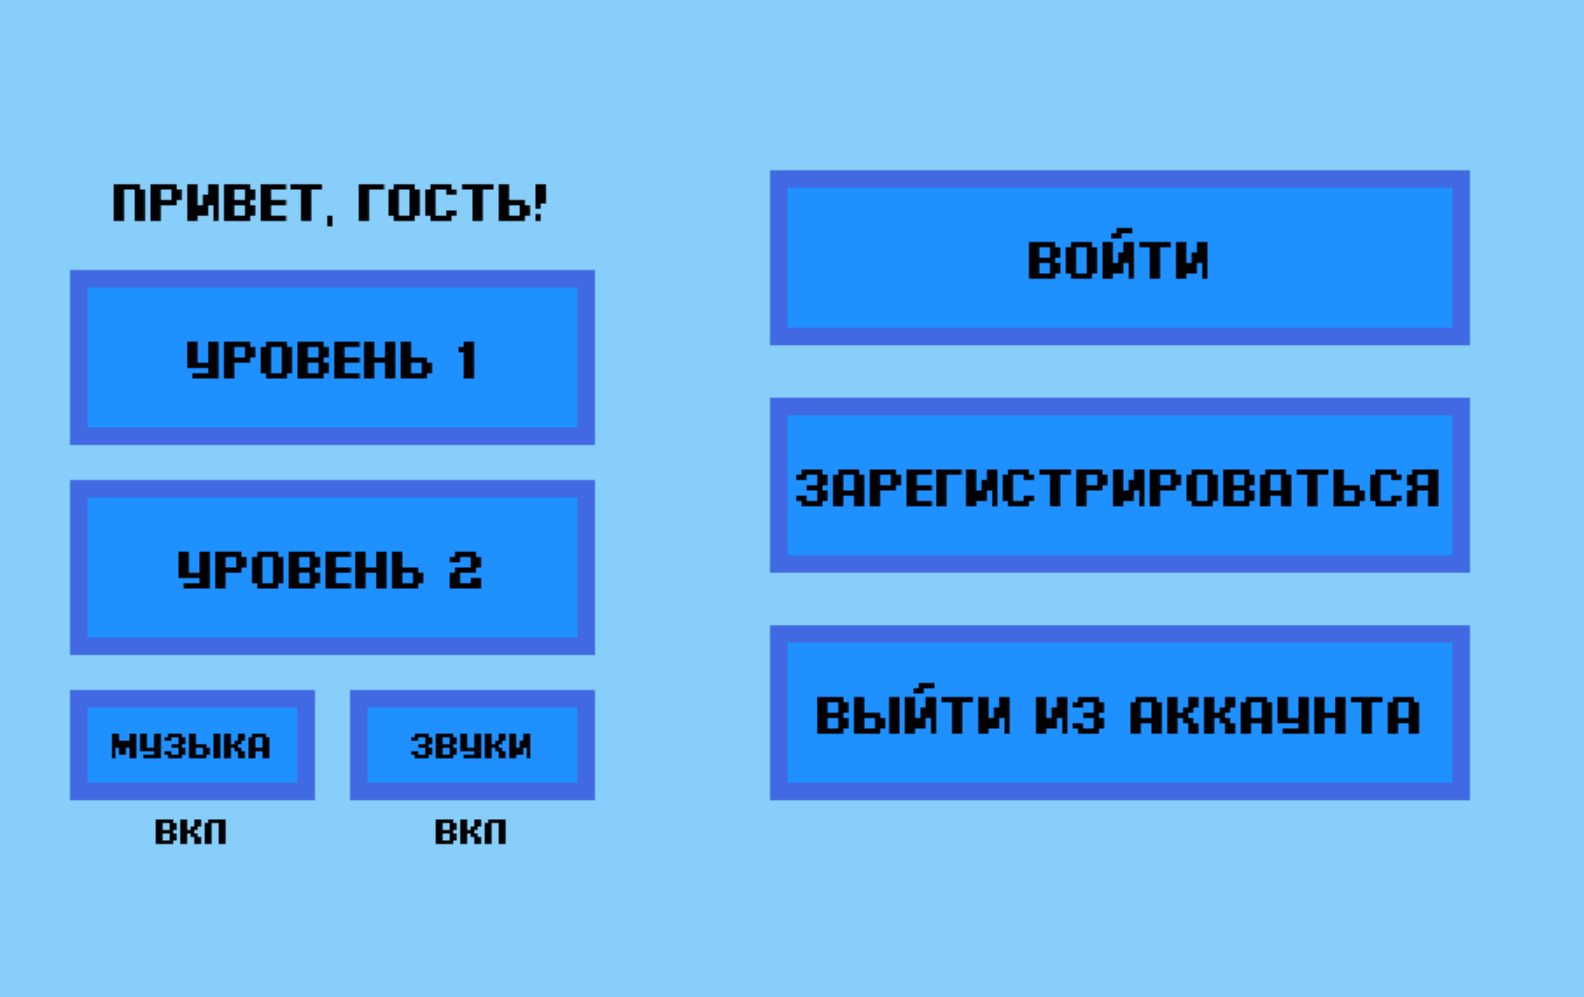 ПРИВЕТ, ГОСТЬ!
УРОВЕНЬ 1
УРОВЕНЬ 2
МУЗЫКА
ЗВУКИ
ВКЛ
ВКЛ
ВОЙТИ
ЗАРЕГИСТРИРОВАТЬСЯ
ВЫЙТИ ИЗ АККАУНТА